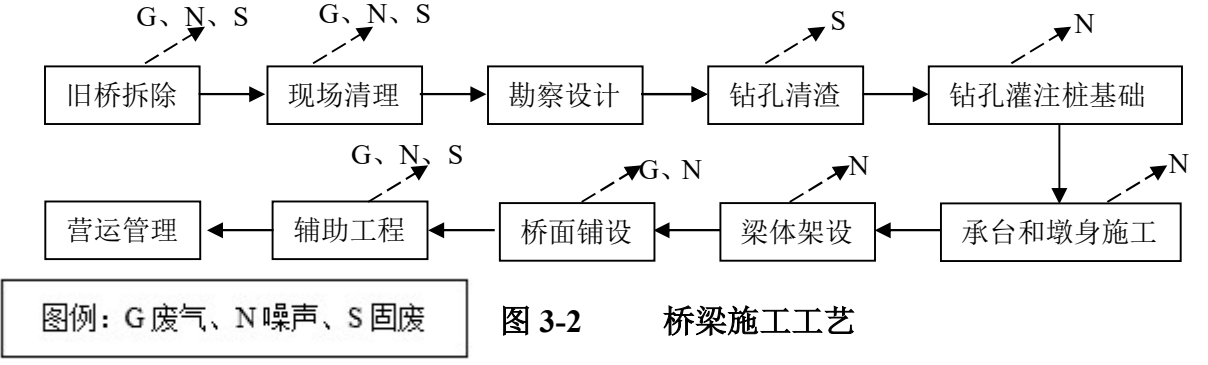 G、N、S
G、N、S
S
N
旧桥拆除
现场清理
勘察设计
钻孔清渣
钻孔灌注桩基础
G、N、S
G、N
N
N
营运管理
辅助工程
桥面铺设
梁体架设
承台和墩身施工
图例：G 废气、N 噪声、S 固废
图 3-2 桥梁施工工艺